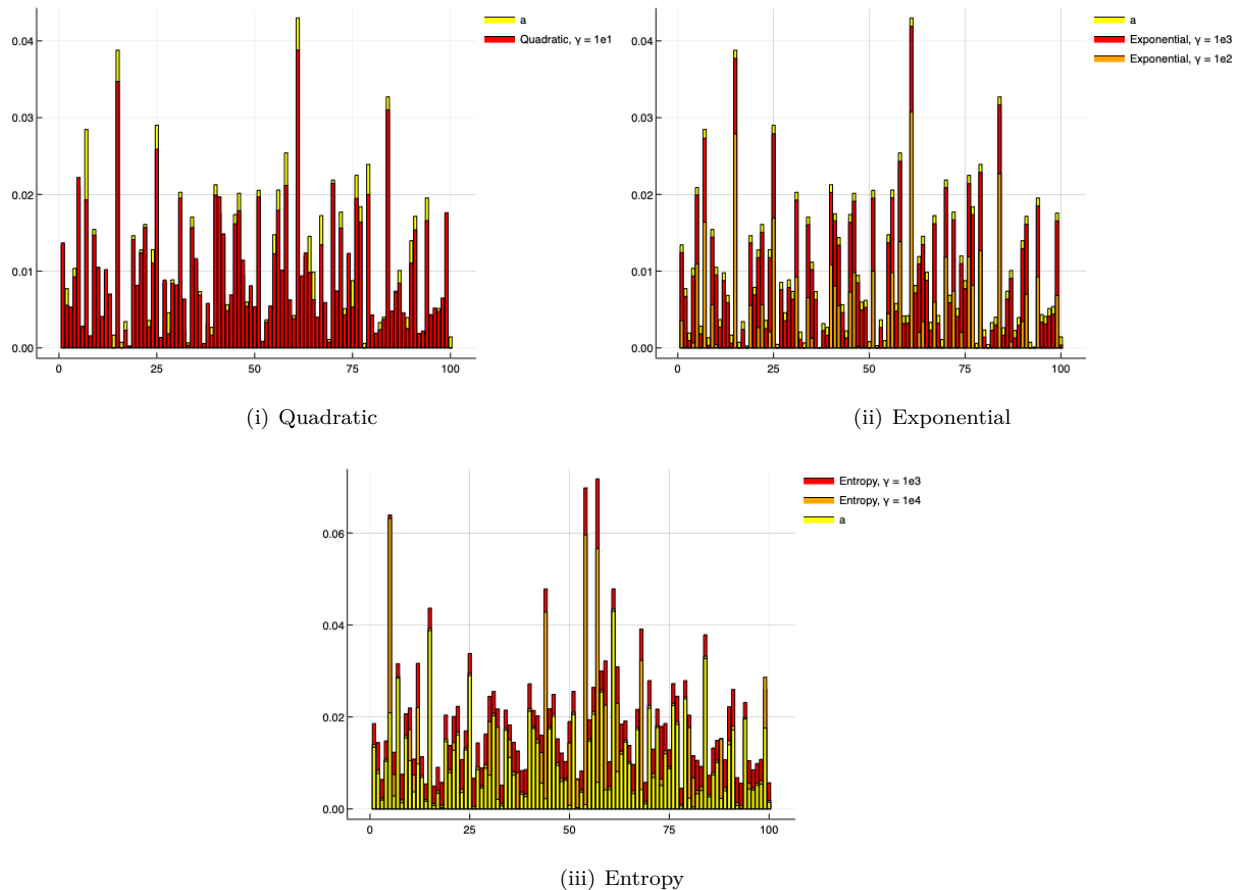 a
Quadratic, γ = 1e1
0.04
0.03
0.02
0.01
0.00
0 25 50 75 100
(i) Quadratic
a
Exponential, γ = 1e3
Exponential, γ = 1e2
0.04
0.03
0.02
0.01
0.00
0 25 50 75 100
(ii) Exponential
Entropy, γ = 1e3
Entropy, γ = 1e4
a
0.06
0.04
0.02
0.00
0 25 50 75 100
(iii) Entropy